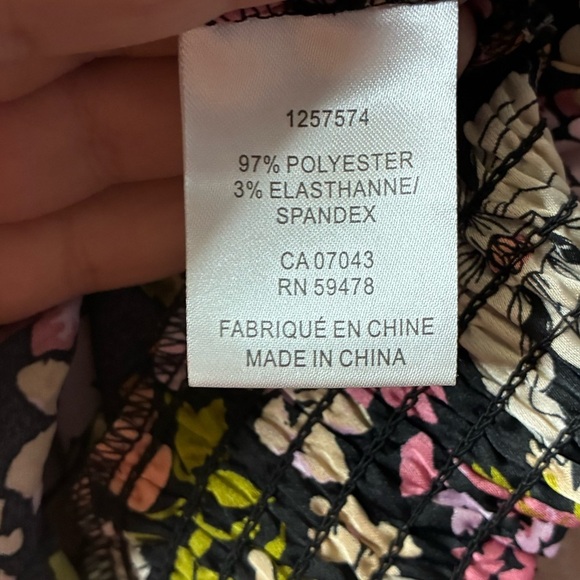 1257574
97% POLYESTER
3% ELASTHANNE/
SPANDEX
CA 07043
RN 59478
FABRIQUÉ EN CHINE
MADE IN CHINA